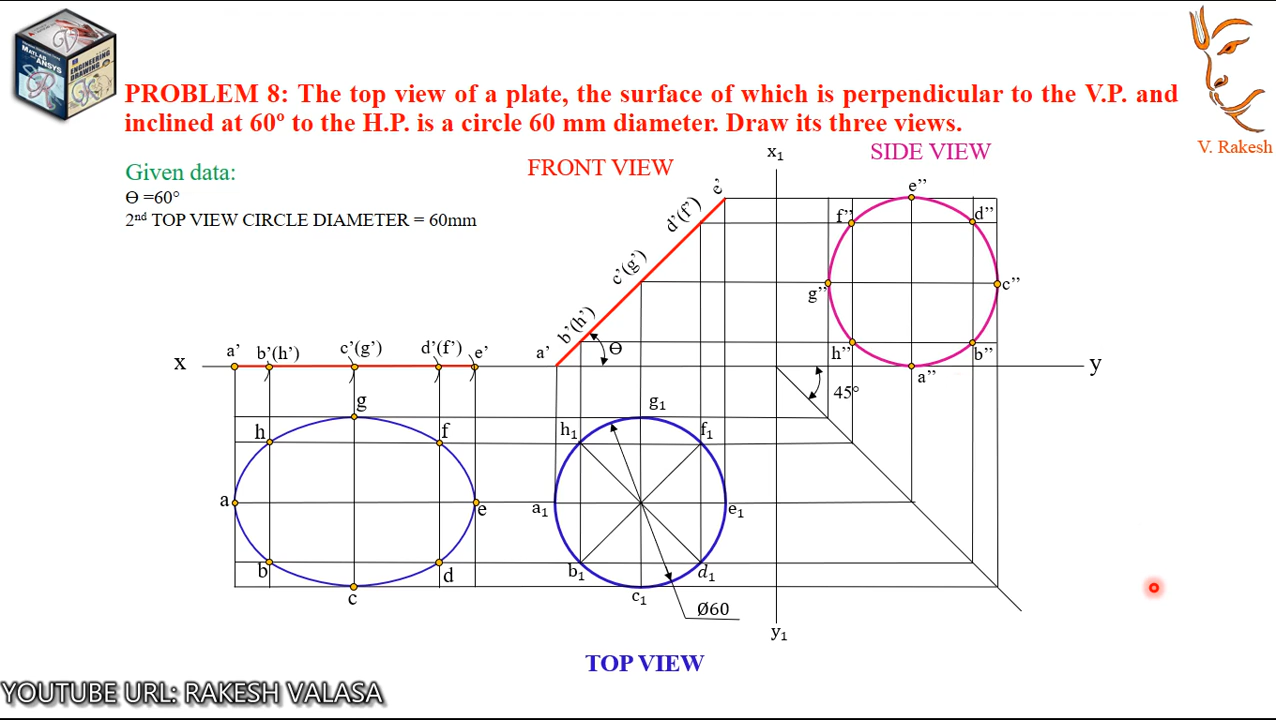 PROBLEM 8: The top view of a plate, the surface of which is perpendicular to the V.P. and
inclined at 60º to the H.P. is a circle 60 mm diameter. Draw its three views.
V. Rakesh
Given data:
ϴ =60°
2nd TOP VIEW CIRCLE DIAMETER = 60mm
FRONT VIEW
x1
SIDE VIEW
e’
e”
d’(f’)
f”
d”
c’(g’)
g”
c”
b’(h’)
ϴ
h”
b”
x
a’
b’(h’)
c’(g’)
d’(f’)
e’
a’
a”
y
45°
g
g1
h
f
h1
f1
a
e
a1
e1
b
d
b1
d1
c
c1
Ø60
y1
TOP VIEW
YOUTUBE URL: RAKESH VALASA